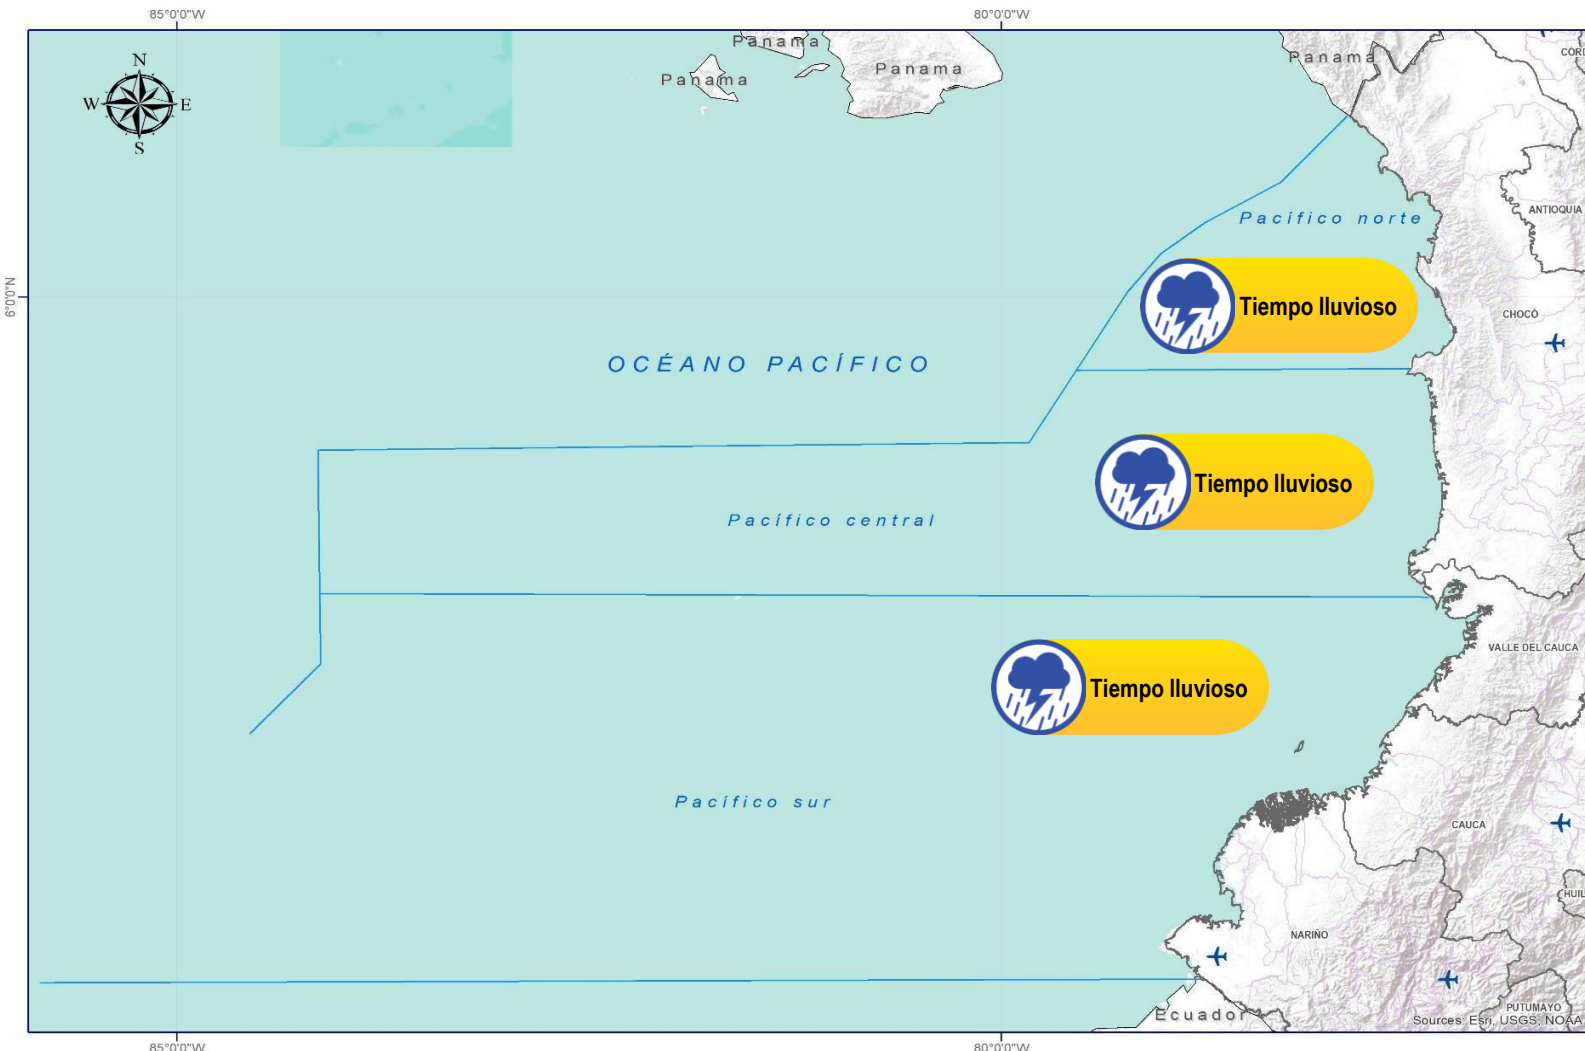 85°0'0"W
80°0'0"W
Panama
Panama
Panama
Panama
N
W
E
S
ANTIOQUIA
Pacífico norte
6°0'0"N
Tiempo lluvioso
CHOCÓ
OCÉANO PACÍFICO
Tiempo lluvioso
Pacífico central
VALLE DEL CAUCA
Tiempo lluvioso
Pacífico sur
CAUCA
HUIL
NARIÑO
PUTUMAYO
Ecuador
Sources: Esri, USGS, NOAA
85°0'0"W
80°0'0"W